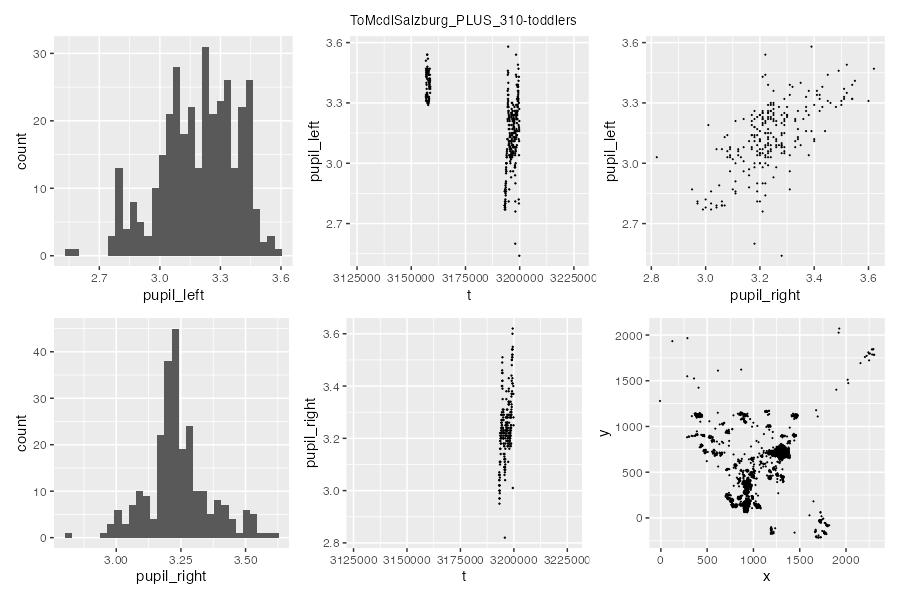 ToMcdlSalzburg_PLUS_310-toddlers
count
30
20
10
0
2.7 3.0 3.3 3.6
pupil_left
pupil_left
3.6
3.3
3.0
2.7
3125000 3150000 3175000 3200000 3225000
t
pupil_left
3.6
3.3
3.0
2.7
2.8 3.0 3.2 3.4 3.6
pupil_right
count
40
30
20
10
0
3.00 3.25 3.50
pupil_right
pupil_right
3.6
3.4
3.2
3.0
2.8
3125000 3150000 3175000 3200000 3225000
t
y
2000
1500
1000
500
0
0 500 1000 1500 2000
x